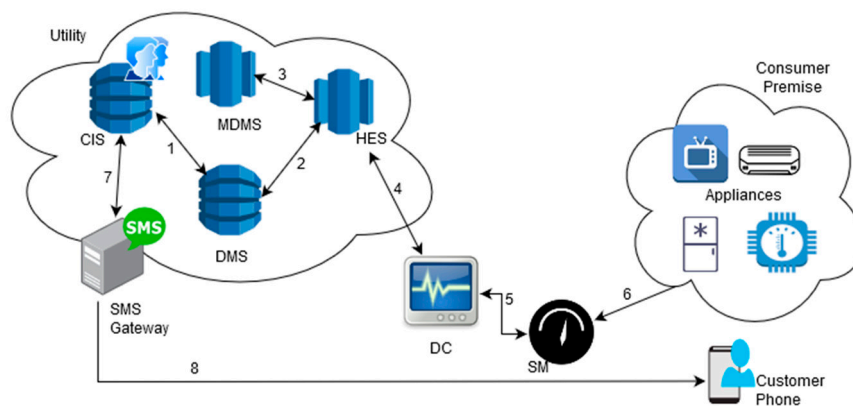 Utility
CIS
MDMS
3
HES
1
2
7
4
DMS
SMS
SMS
Gateway
DC
5
SM
6
8
Consumer
Premise
Appliances
Customer
Phone